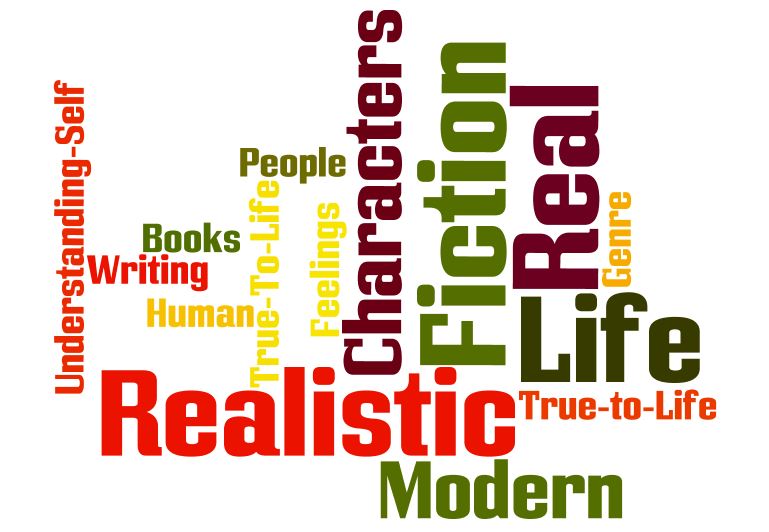 Understanding-Self
Books
Writing
Human
People
True-To-Life
Feelings
Characters
Fiction
Real
Genre
Life
Realistic
True-to-Life
Modern